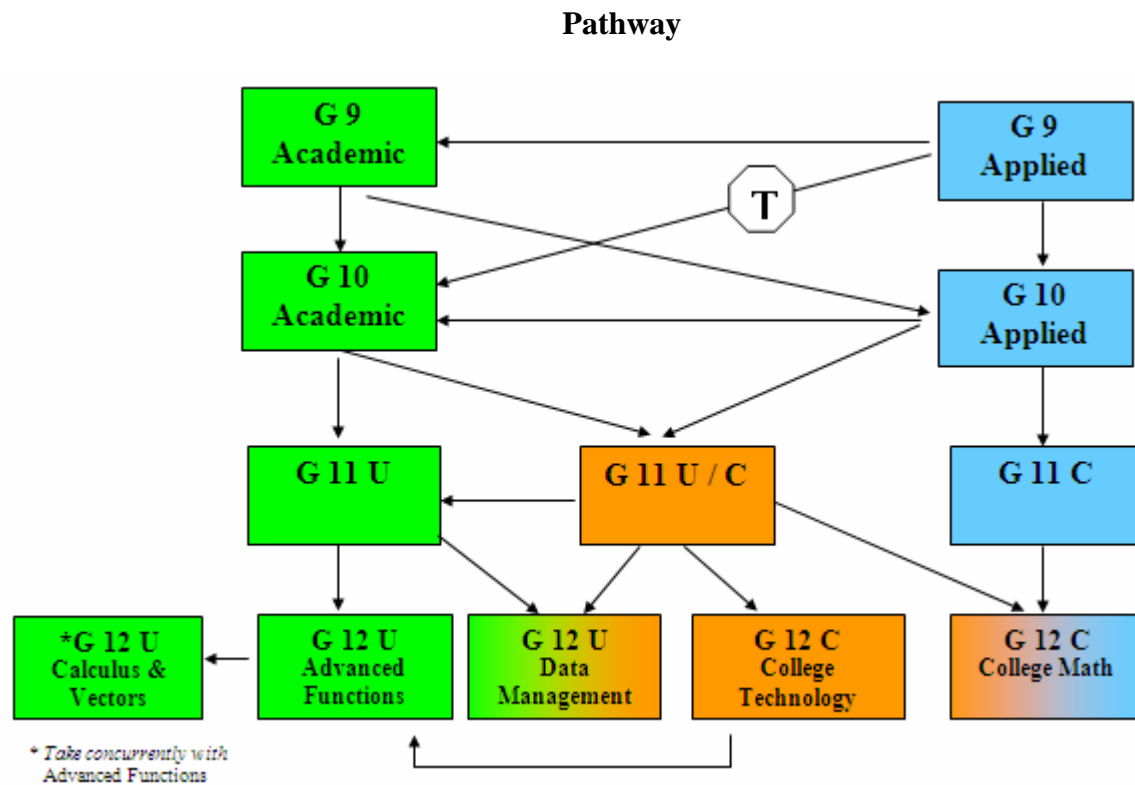 Pathway
G 9
Academic
G 9
Applied
T
G 10
Academic
G 10
Applied
G 11 U
G 11 U / C
G 11 C
*G 12 U
Calculus &
Vectors
G 12 U
Advanced
Functions
G 12 U
Data
Management
G 12 C
College
Technology
G 12 C
College Math
* Take concurrently with
Advanced Functions